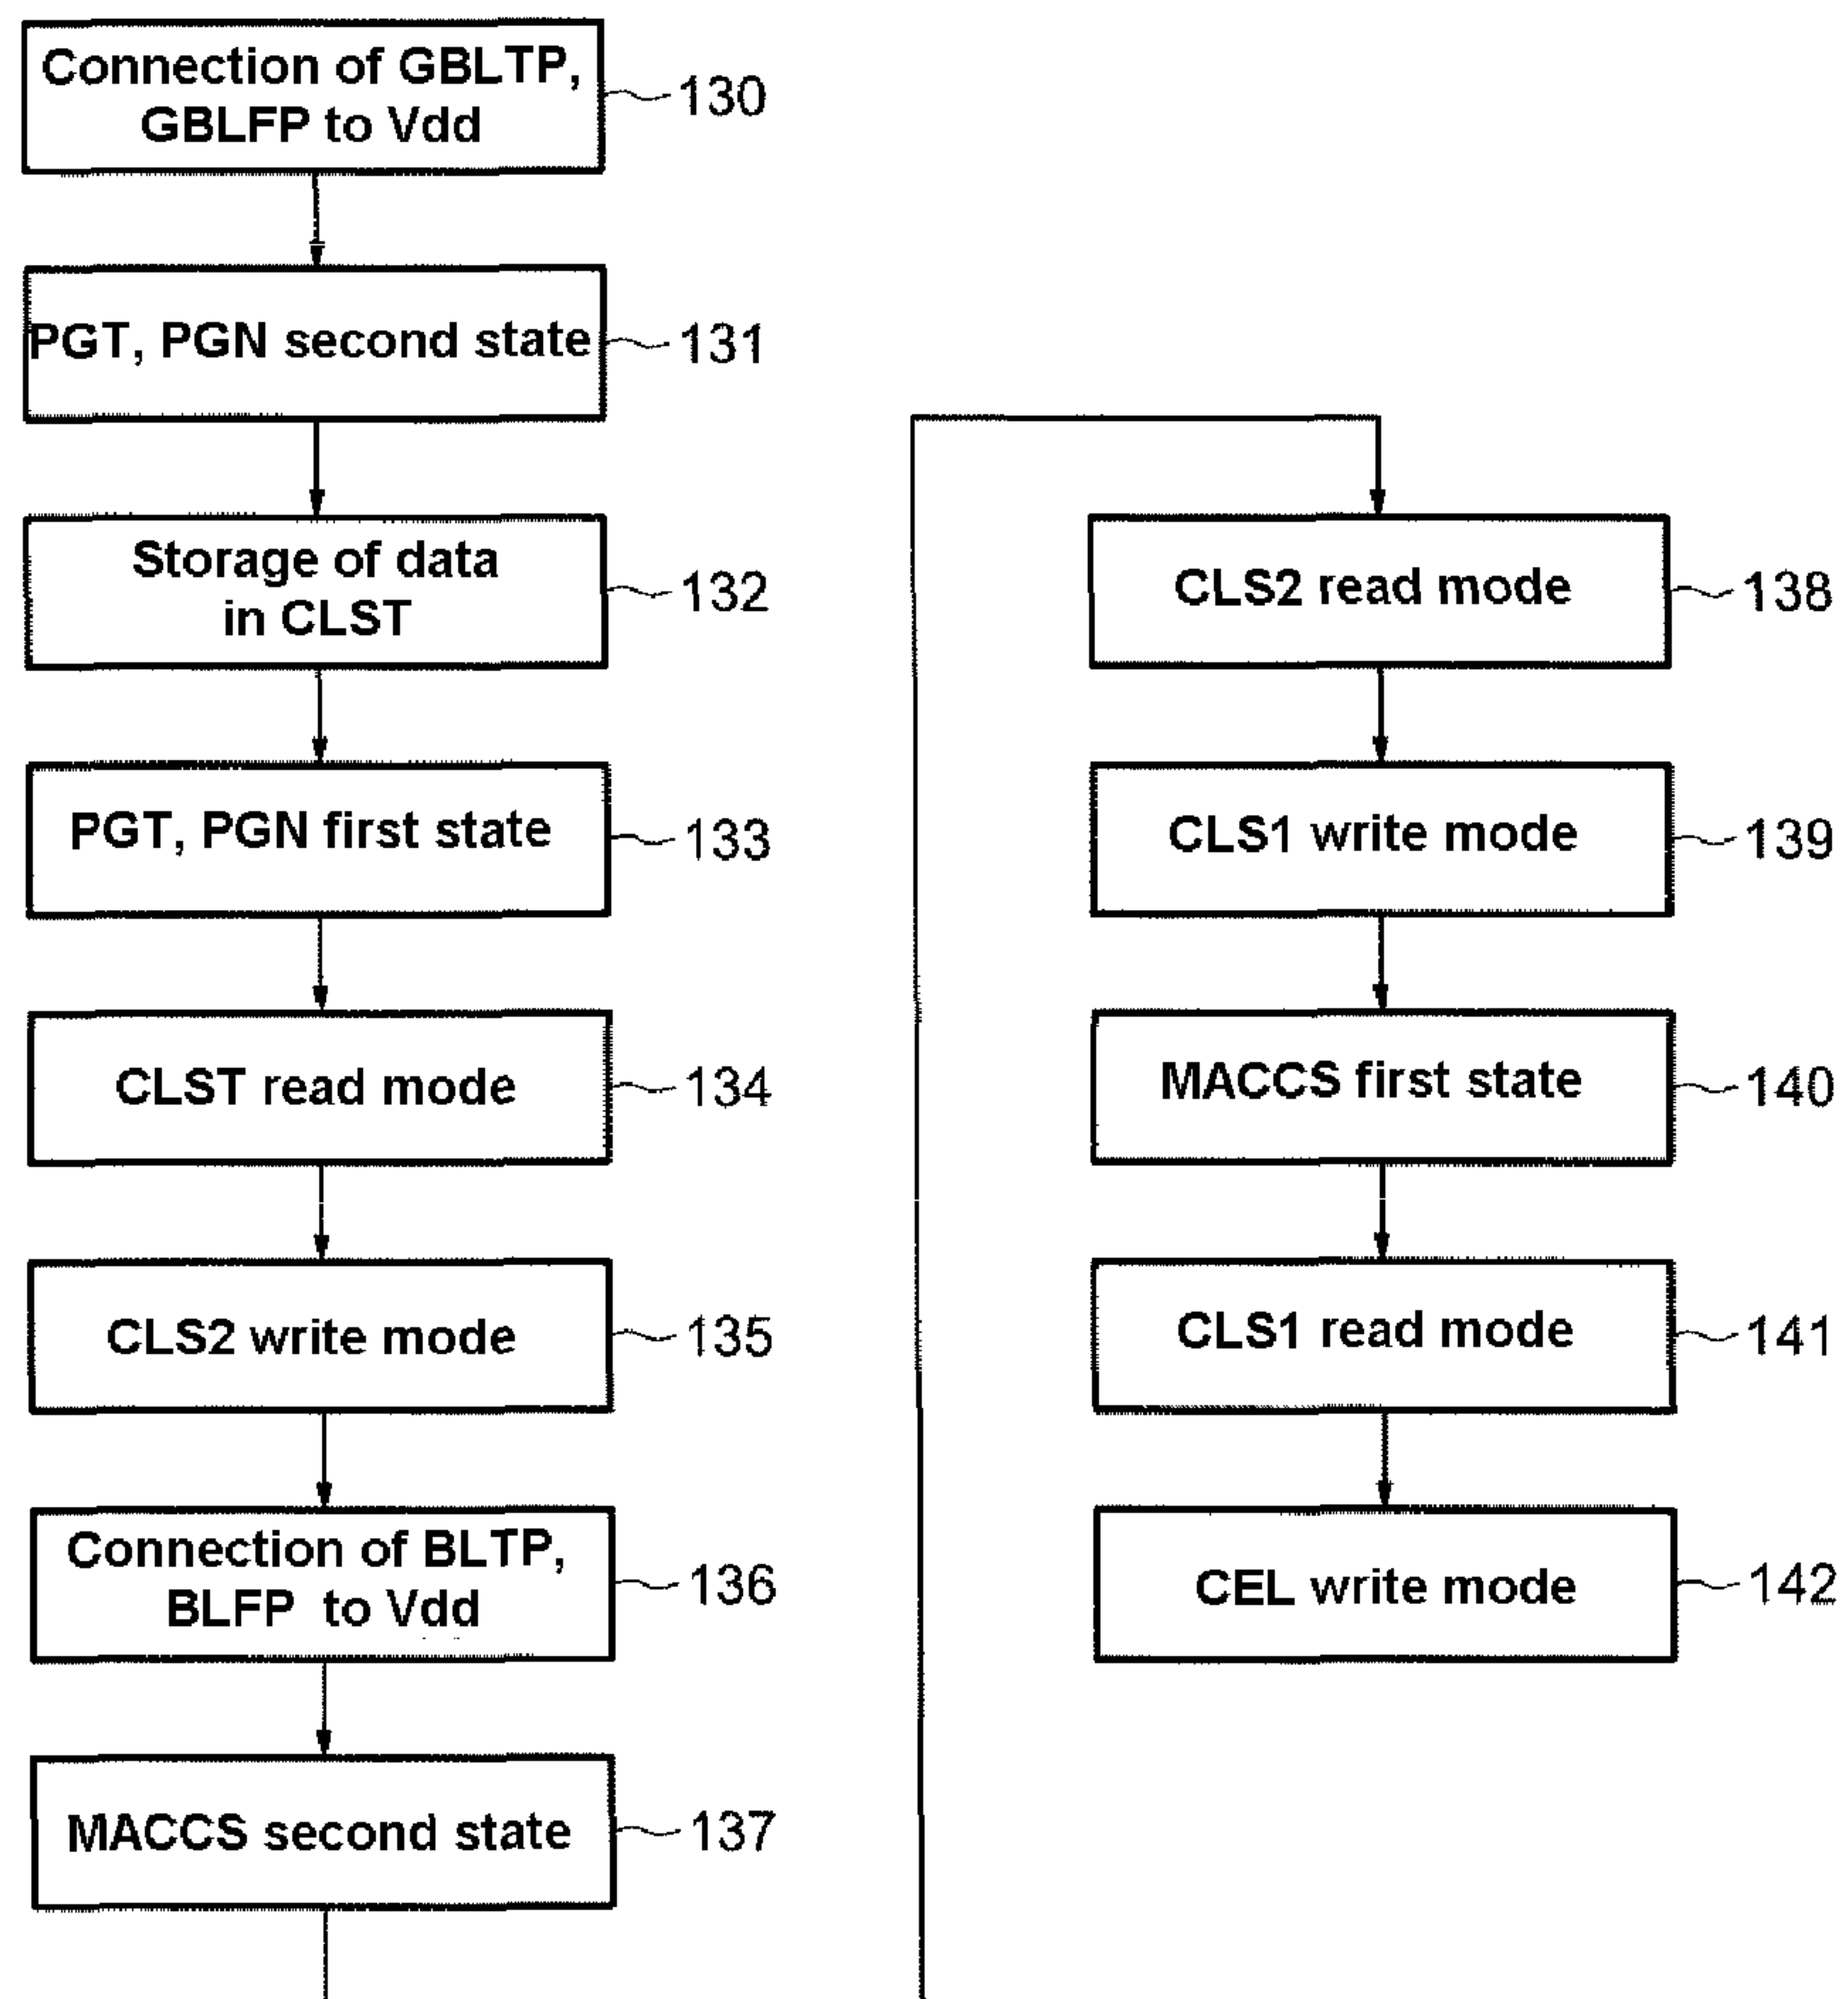 Connection of GBLTP,
GBLFP to Vdd
130
PGT, PGN second state
131
Storage of data
in CLST
132
PGT, PGN first state
133
CLST read mode
134
CLS2 write mode
135
Connection of BLTP,
BLFP to Vdd
136
MACCS second state
137
CLS2 read mode
138
CLS1 write mode
139
MACCS first state
140
CLS1 read mode
141
CEL write mode
142